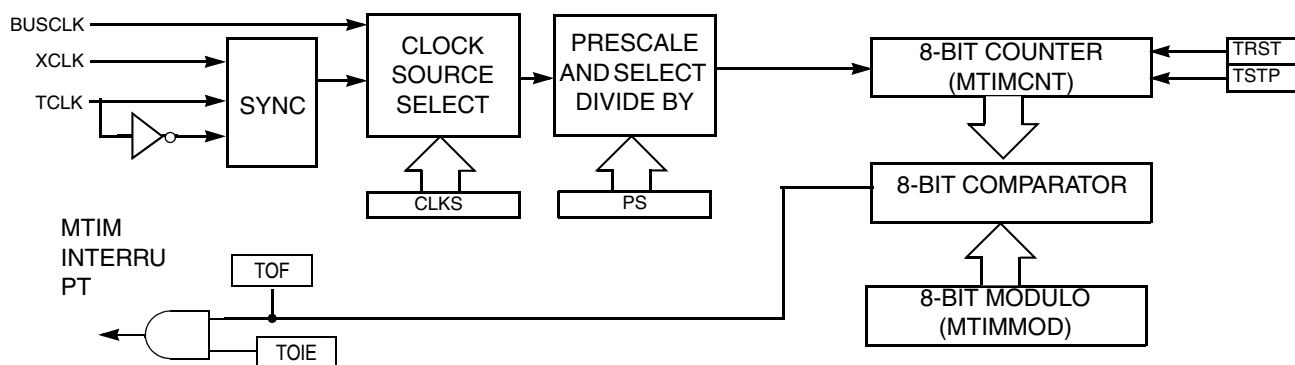 BUSCLK
XCLK
TCLK
SYNC
CLOCK
SOURCE
SELECT
CLKS
PRESCALE
AND SELECT
DIVIDE BY
PS
8-BIT COUNTER
(MTIMCNT)
TRST
TSTP
8-BIT COMPARATOR
8-BIT MODULO
(MTIMMOD)
MTIM
INTERRU
PT
TOF
TOIE